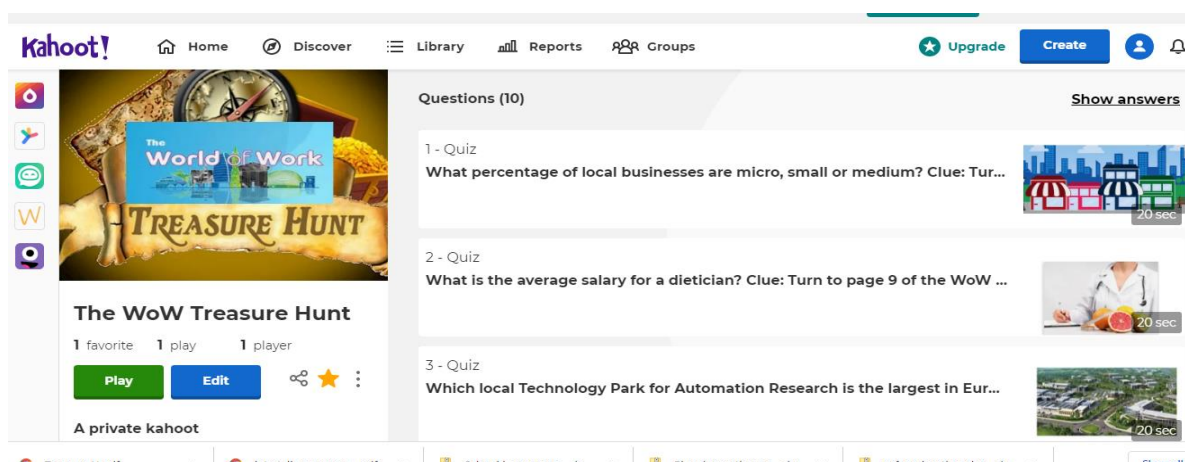 Kahoot!
Home
Discover
Library
Reports
Groups
Upgrade
Create
The
World of Work
TREASURE HUNT
The WoW Treasure Hunt
1 favorite 1 play 1 player
Play
Edit
A private kahoot
Questions (10)
Show answers
1 - Quiz
What percentage of local businesses are micro, small or medium? Clue: Tur...
20 sec
2 - Quiz
What is the average salary for a dietician? Clue: Turn to page 9 of the WoW ...
20 sec
3 - Quiz
Which local Technology Park for Automation Research is the largest in Eur...
20 sec